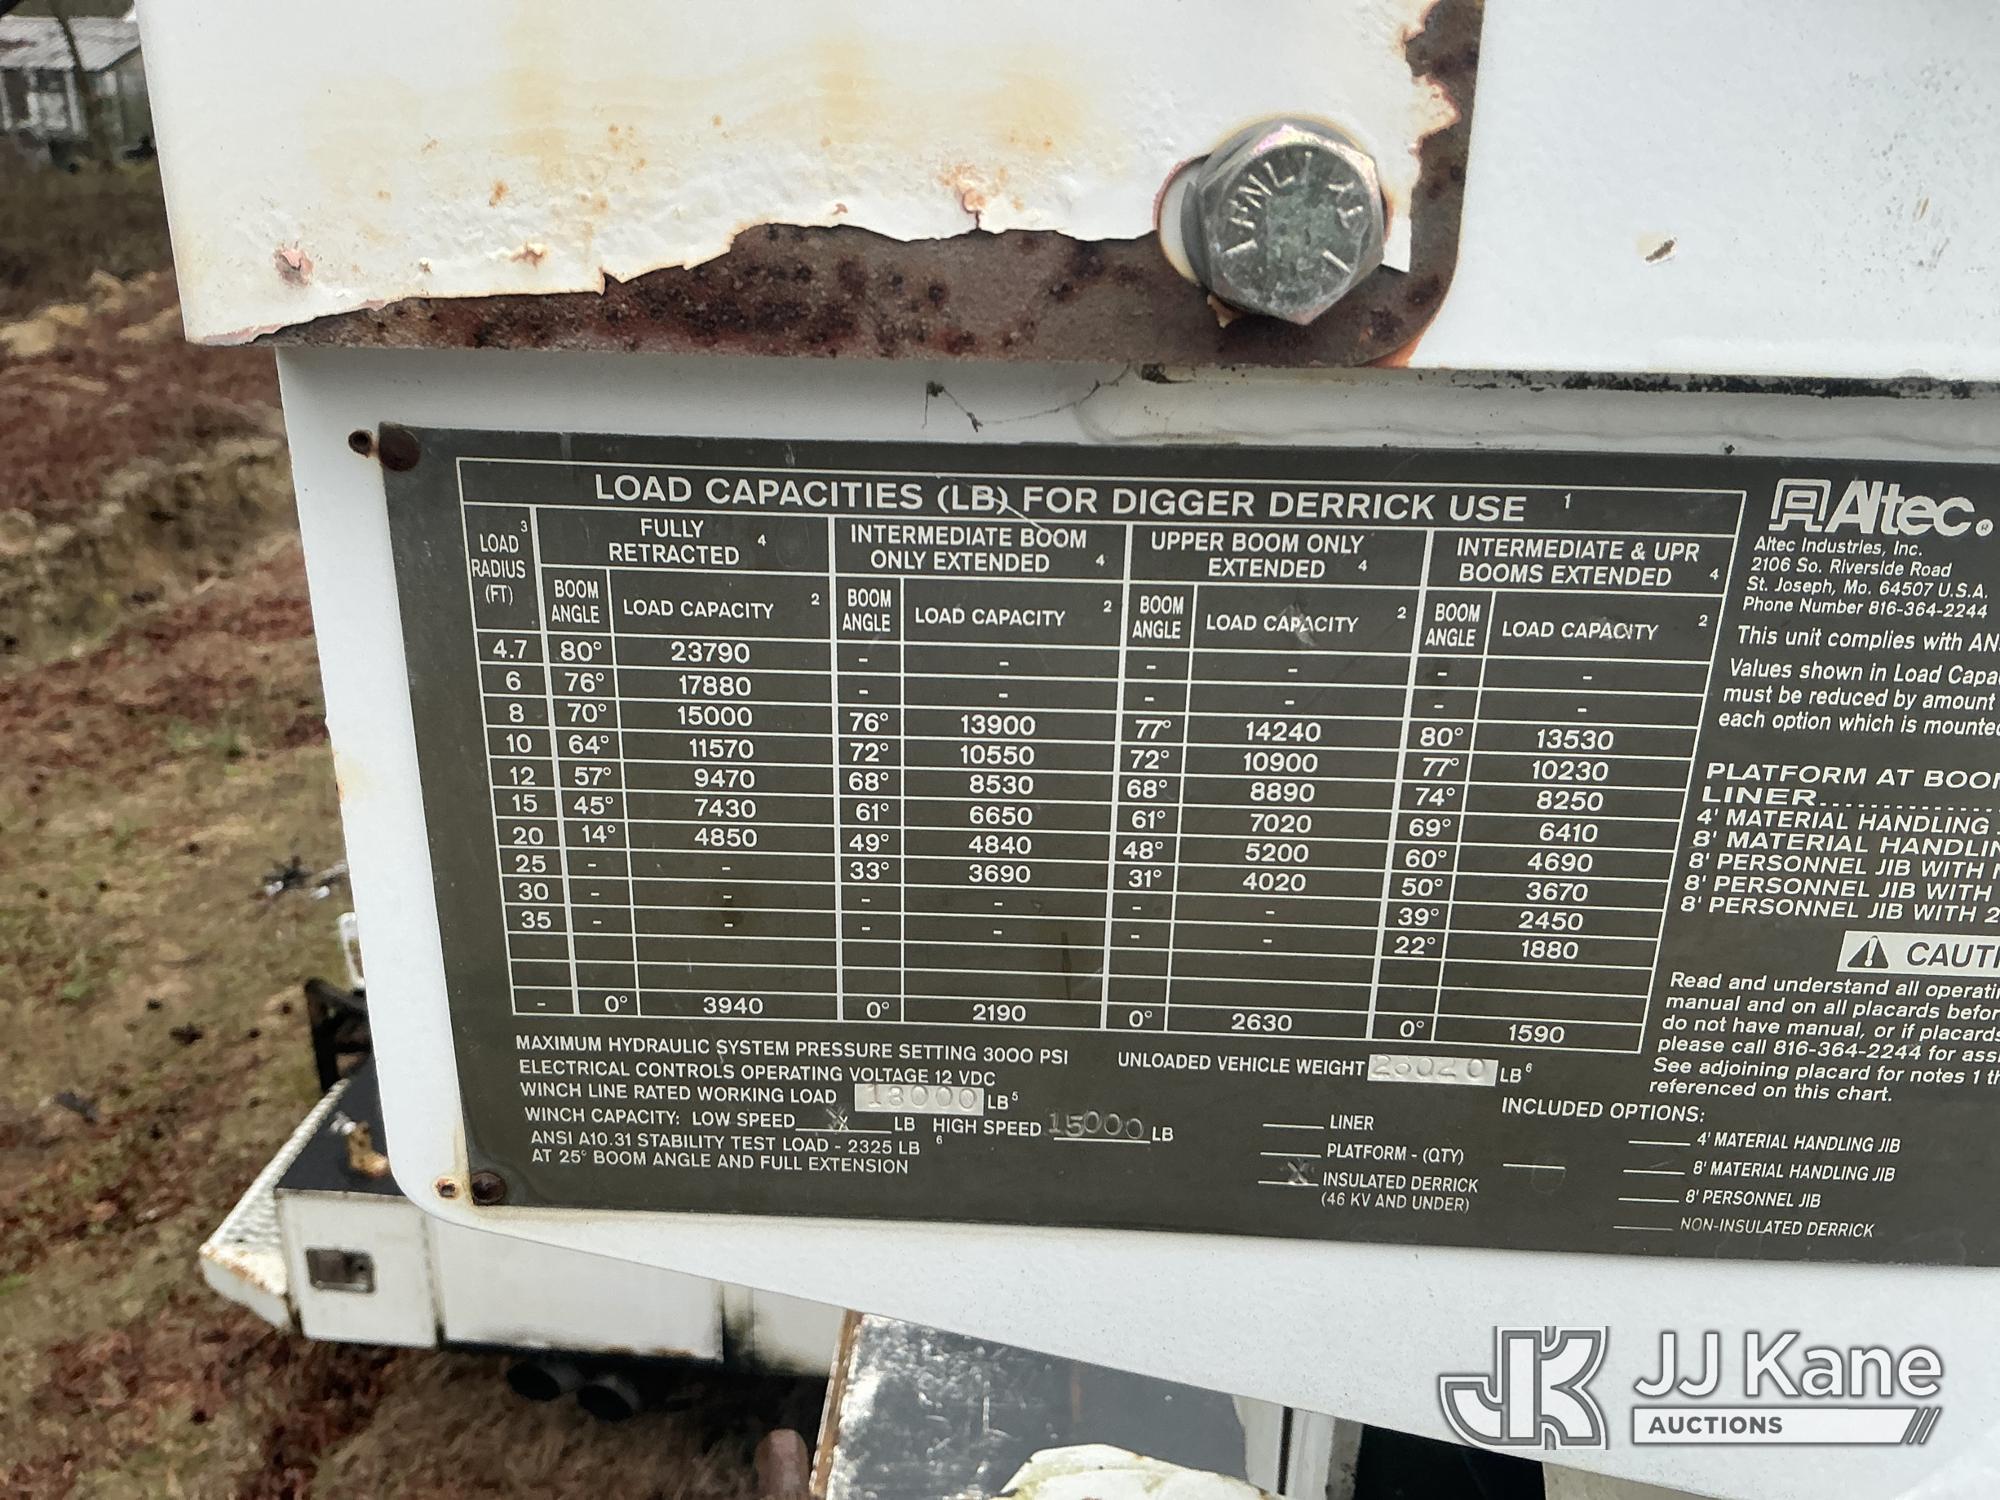 LOAD CAPACITIES (LB) FOR DIGGER DERRICK USE 1
LOAD RADIUS (FT) 3
FULLY RETRACTED 4
INTERMEDIATE BOOM ONLY EXTENDED 4
UPPER BOOM ONLY EXTENDED 4
INTERMEDIATE & UPR BOOMS EXTENDED 4
BOOM ANGLE LOAD CAPACITY 2 BOOM ANGLE LOAD CAPACITY 2 BOOM ANGLE LOAD CAPACITY 2 BOOM ANGLE LOAD CAPACITY 2
4.7 80° 23790 - - - - - -
6 76° 17880 - - - - - -
8 70° 15000 76° 13900 77° 14240 80° 13530
10 64° 11570 72° 10550 72° 10900 77° 10230
12 57° 9470 68° 8530 68° 8890 74° 8250
15 45° 7430 61° 6650 61° 7020 69° 6410
20 14° 4850 49° 4840 48° 5200 60° 4690
25 - - 33° 3690 31° 4020 50° 3670
30 - - - - - - 39° 2450
35 - - - - - - 22° 1880
- 0° 3940 0° 2190 0° 2630 0° 1590
MAXIMUM HYDRAULIC SYSTEM PRESSURE SETTING 3000 PSI
ELECTRICAL CONTROLS OPERATING VOLTAGE 12 VDC
WINCH LINE RATED WORKING LOAD 13000 LB 5
WINCH CAPACITY: LOW SPEED X LB HIGH SPEED 15000 LB
ANSI A10.31 STABILITY TEST LOAD - 2325 LB 6
AT 25° BOOM ANGLE AND FULL EXTENSION
UNLOADED VEHICLE WEIGHT LB 6
INCLUDED OPTIONS:
LINER
PLATFORM - (QTY)
X INSULATED DERRICK
(46 KV AND UNDER)
4' MATERIAL HANDLING JIB
8' MATERIAL HANDLING JIB
8' PERSONNEL JIB
NON-INSULATED DERRICK
Altec
Altec Industries, Inc.
2106 So. Riverside Road
St. Joseph, Mo. 64507 U.S.A.
Phone Number 816-364-2244
This unit complies with AN
Values shown in Load Capa
must be reduced by amount
each option which is mounted
PLATFORM AT BOOM
LINER
4' MATERIAL HANDLING
8' MATERIAL HANDLIN
8' PERSONNEL JIB WITH
8' PERSONNEL JIB WITH
8' PERSONNEL JIB WITH 2
CAUTI
Read and understand all operatin
manual and on all placards befor
do not have manual, or if placards
please call 816-364-2244 for assi
See adjoining placard for notes 1 th
referenced on this chart.
JK JJ Kane
AUCTIONS